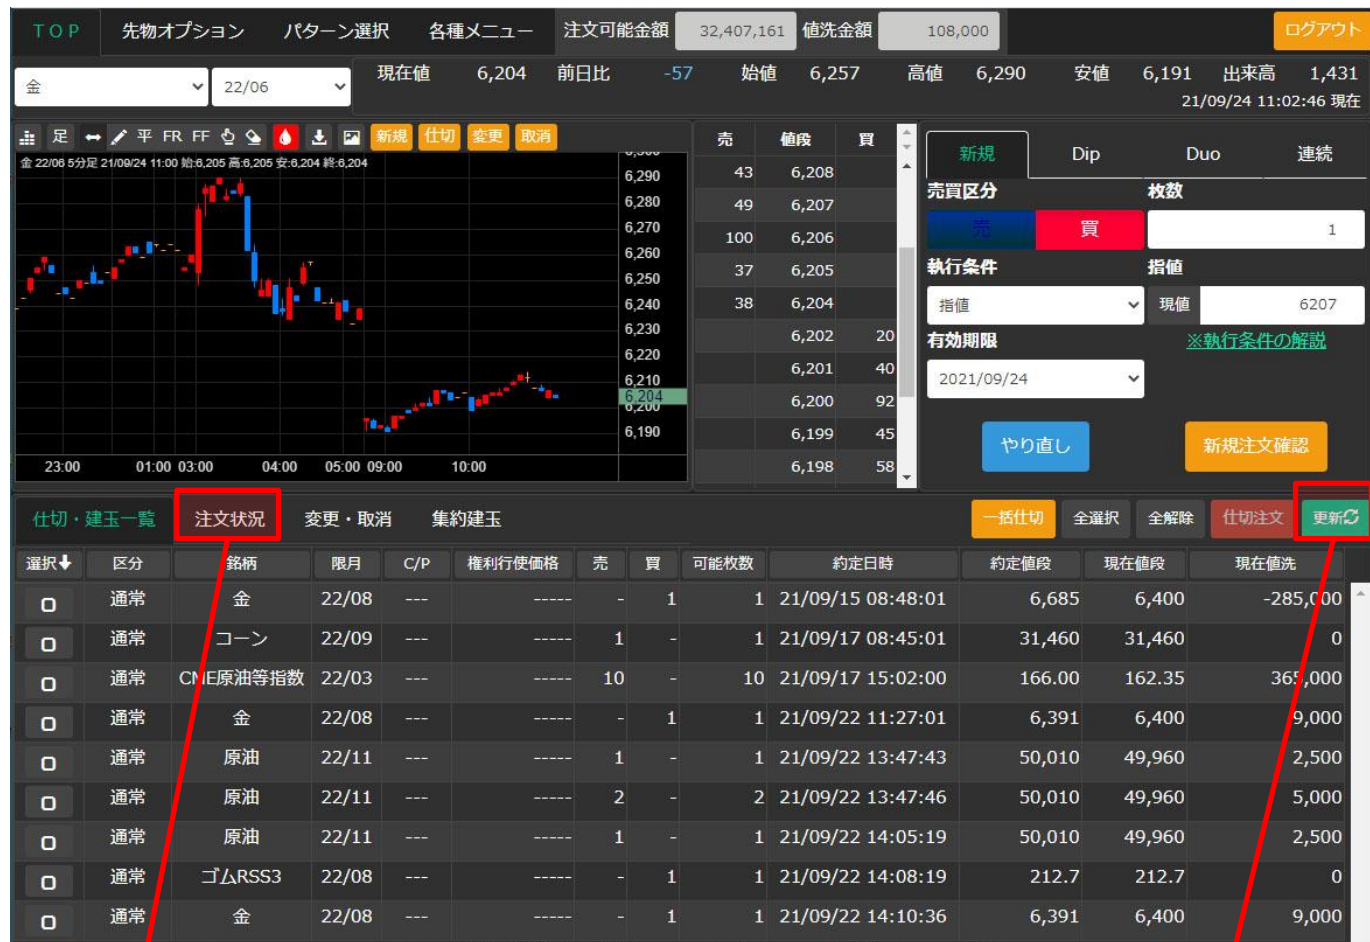 TOP 先物オプション パターン選択 各種メニュー 注文可能金額 32,407,161 値洗金額 108,000 ログアウト
金 22/06 現在値 6,204 前日比 -57 始値 6,257 高値 6,290 安値 6,191 出来高 1,431
21/09/24 11:02:46 現在
足 平 FR FF 新規 仕切 変更 取消
金 22/06 5分足 21/09/24 11:00 始:6,205 高:6,205 安:6,204 終:6,204
6,290
6,280
6,270
6,260
6,250
6,240
6,230
6,220
6,210
6,204
6,200
6,190
23:00 01:00 03:00 04:00 05:00 09:00 10:00
売 値段 買
43 6,208
49 6,207
100 6,206
37 6,205
38 6,204
6,202 20
6,201 40
6,200 92
6,199 45
6,198 58
新規 Dip Duo 連続
売買区分 枚数
売 買 1
執行条件 指値
指値 現値 6207
有効期限 ※執行条件の解説
2021/09/24
やり直し 新規注文確認
仕切・建玉一覧 注文状況 変更・取消 集約建玉 一括仕切 全選択 全解除 仕切注文 更新
選択 区分 銘柄 限月 C/P 権利行使価格 売 買 可能枚数 約定日時 約定値段 現在値段 現在値洗
通常 金 22/08 --- ----- - 1 1 21/09/15 08:48:01 6,685 6,400 -285,000
通常 コーン 22/09 --- ----- 1 - 1 21/09/17 08:45:01 31,460 31,460 0
通常 CME原油等指数 22/03 --- ----- 10 - 10 21/09/17 15:02:00 166.00 162.35 365,000
通常 金 22/08 --- ----- - 1 1 21/09/22 11:27:01 6,391 6,400 9,000
通常 原油 22/11 --- ----- 1 - 1 21/09/22 13:47:43 50,010 49,960 2,500
通常 原油 22/11 --- ----- 2 - 2 21/09/22 13:47:46 50,010 49,960 5,000
通常 原油 22/11 --- ----- 1 - 1 21/09/22 14:05:19 50,010 49,960 2,500
通常 ゴムRSS3 22/08 --- ----- - 1 1 21/09/22 14:08:19 212.7 212.7 0
通常 金 22/08 --- ----- - 1 1 21/09/22 14:10:36 6,391 6,400 9,000